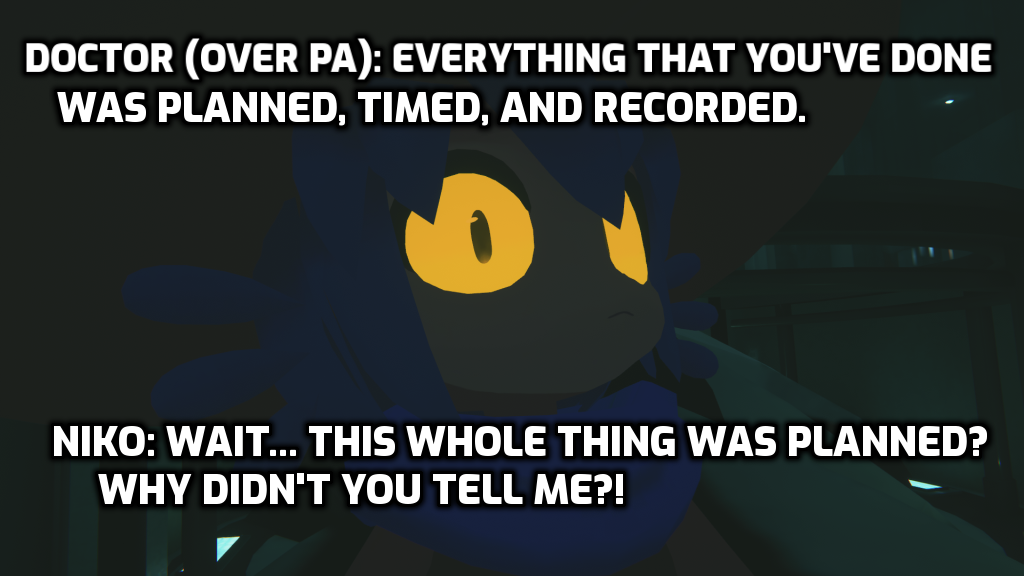 DOCTOR (OVER PA): EVERYTHING THAT YOU'VE DONE
WAS PLANNED, TIMED, AND RECORDED.
NIKO: WAIT... THIS WHOLE THING WAS PLANNED?
WHY DIDN'T YOU TELL ME?!